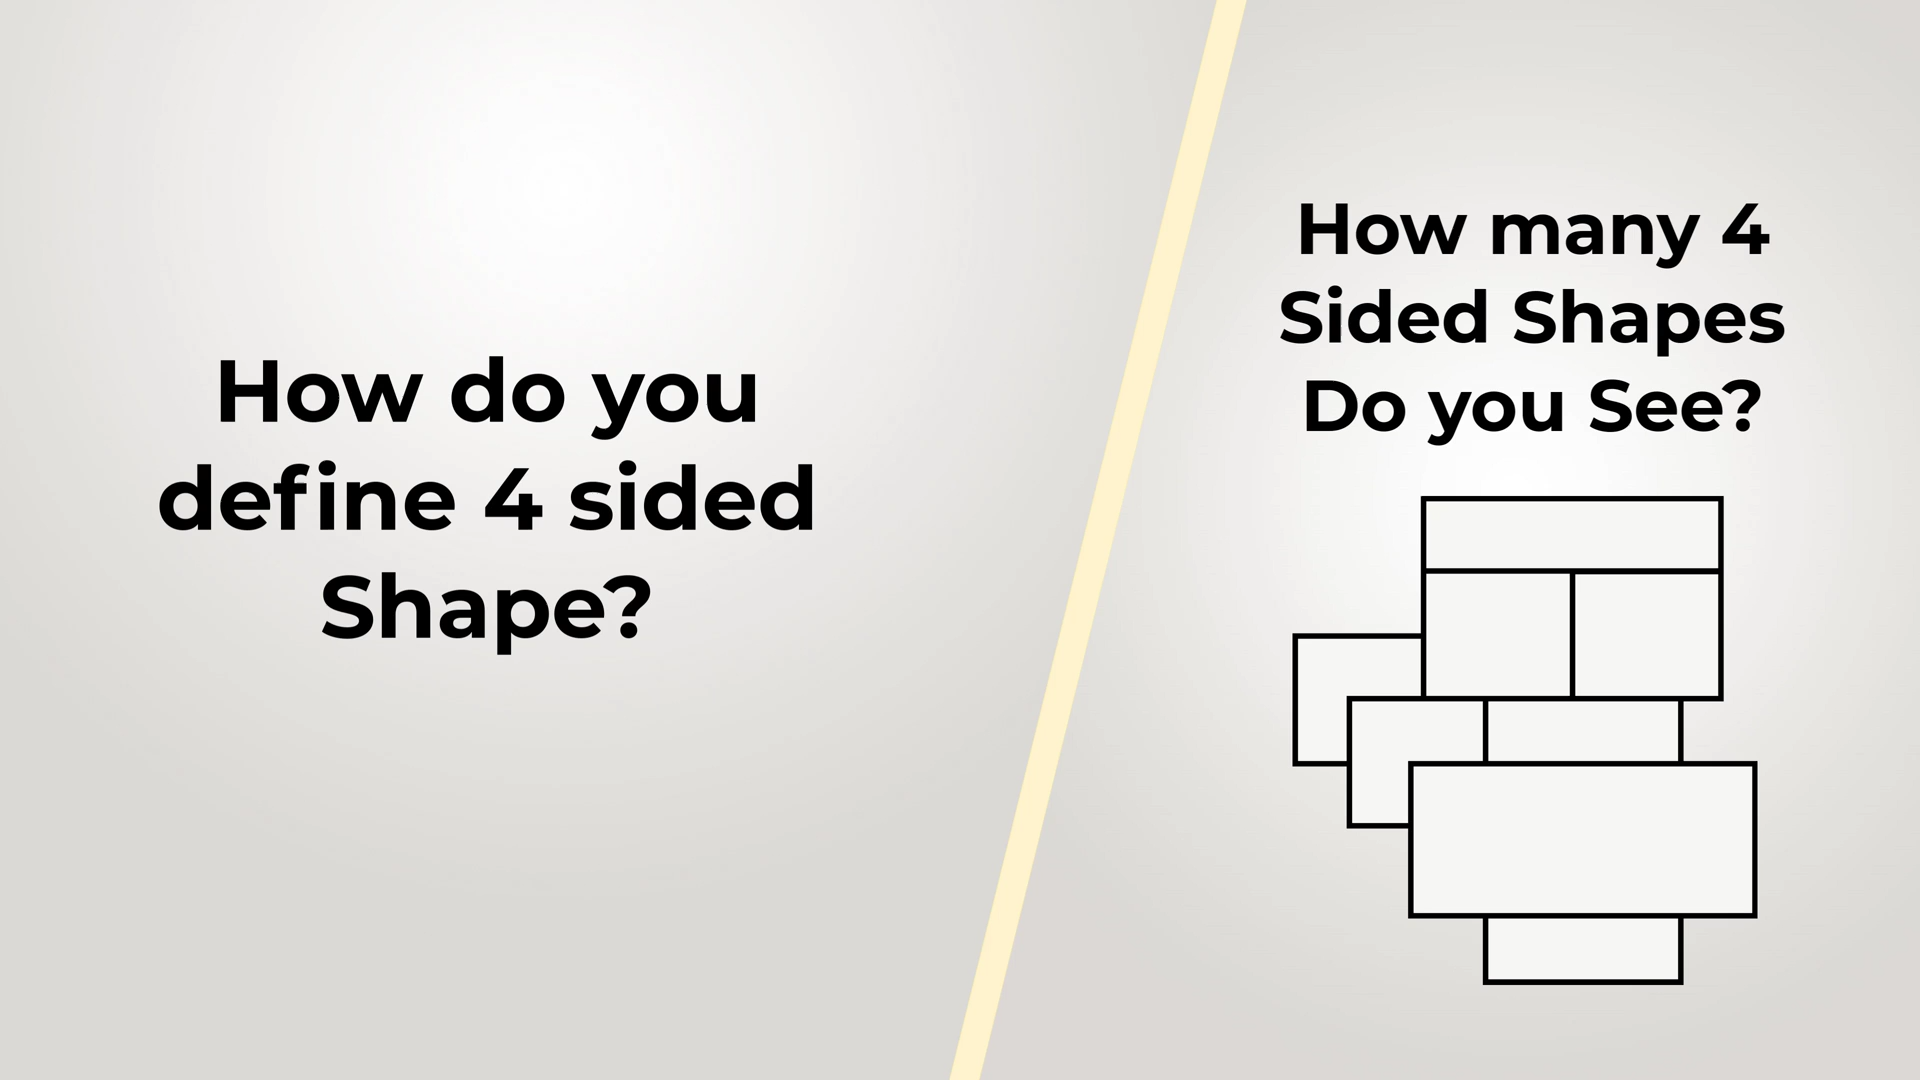 How do you
define 4 sided
Shape?
How many 4
Sided Shapes
Do you See?